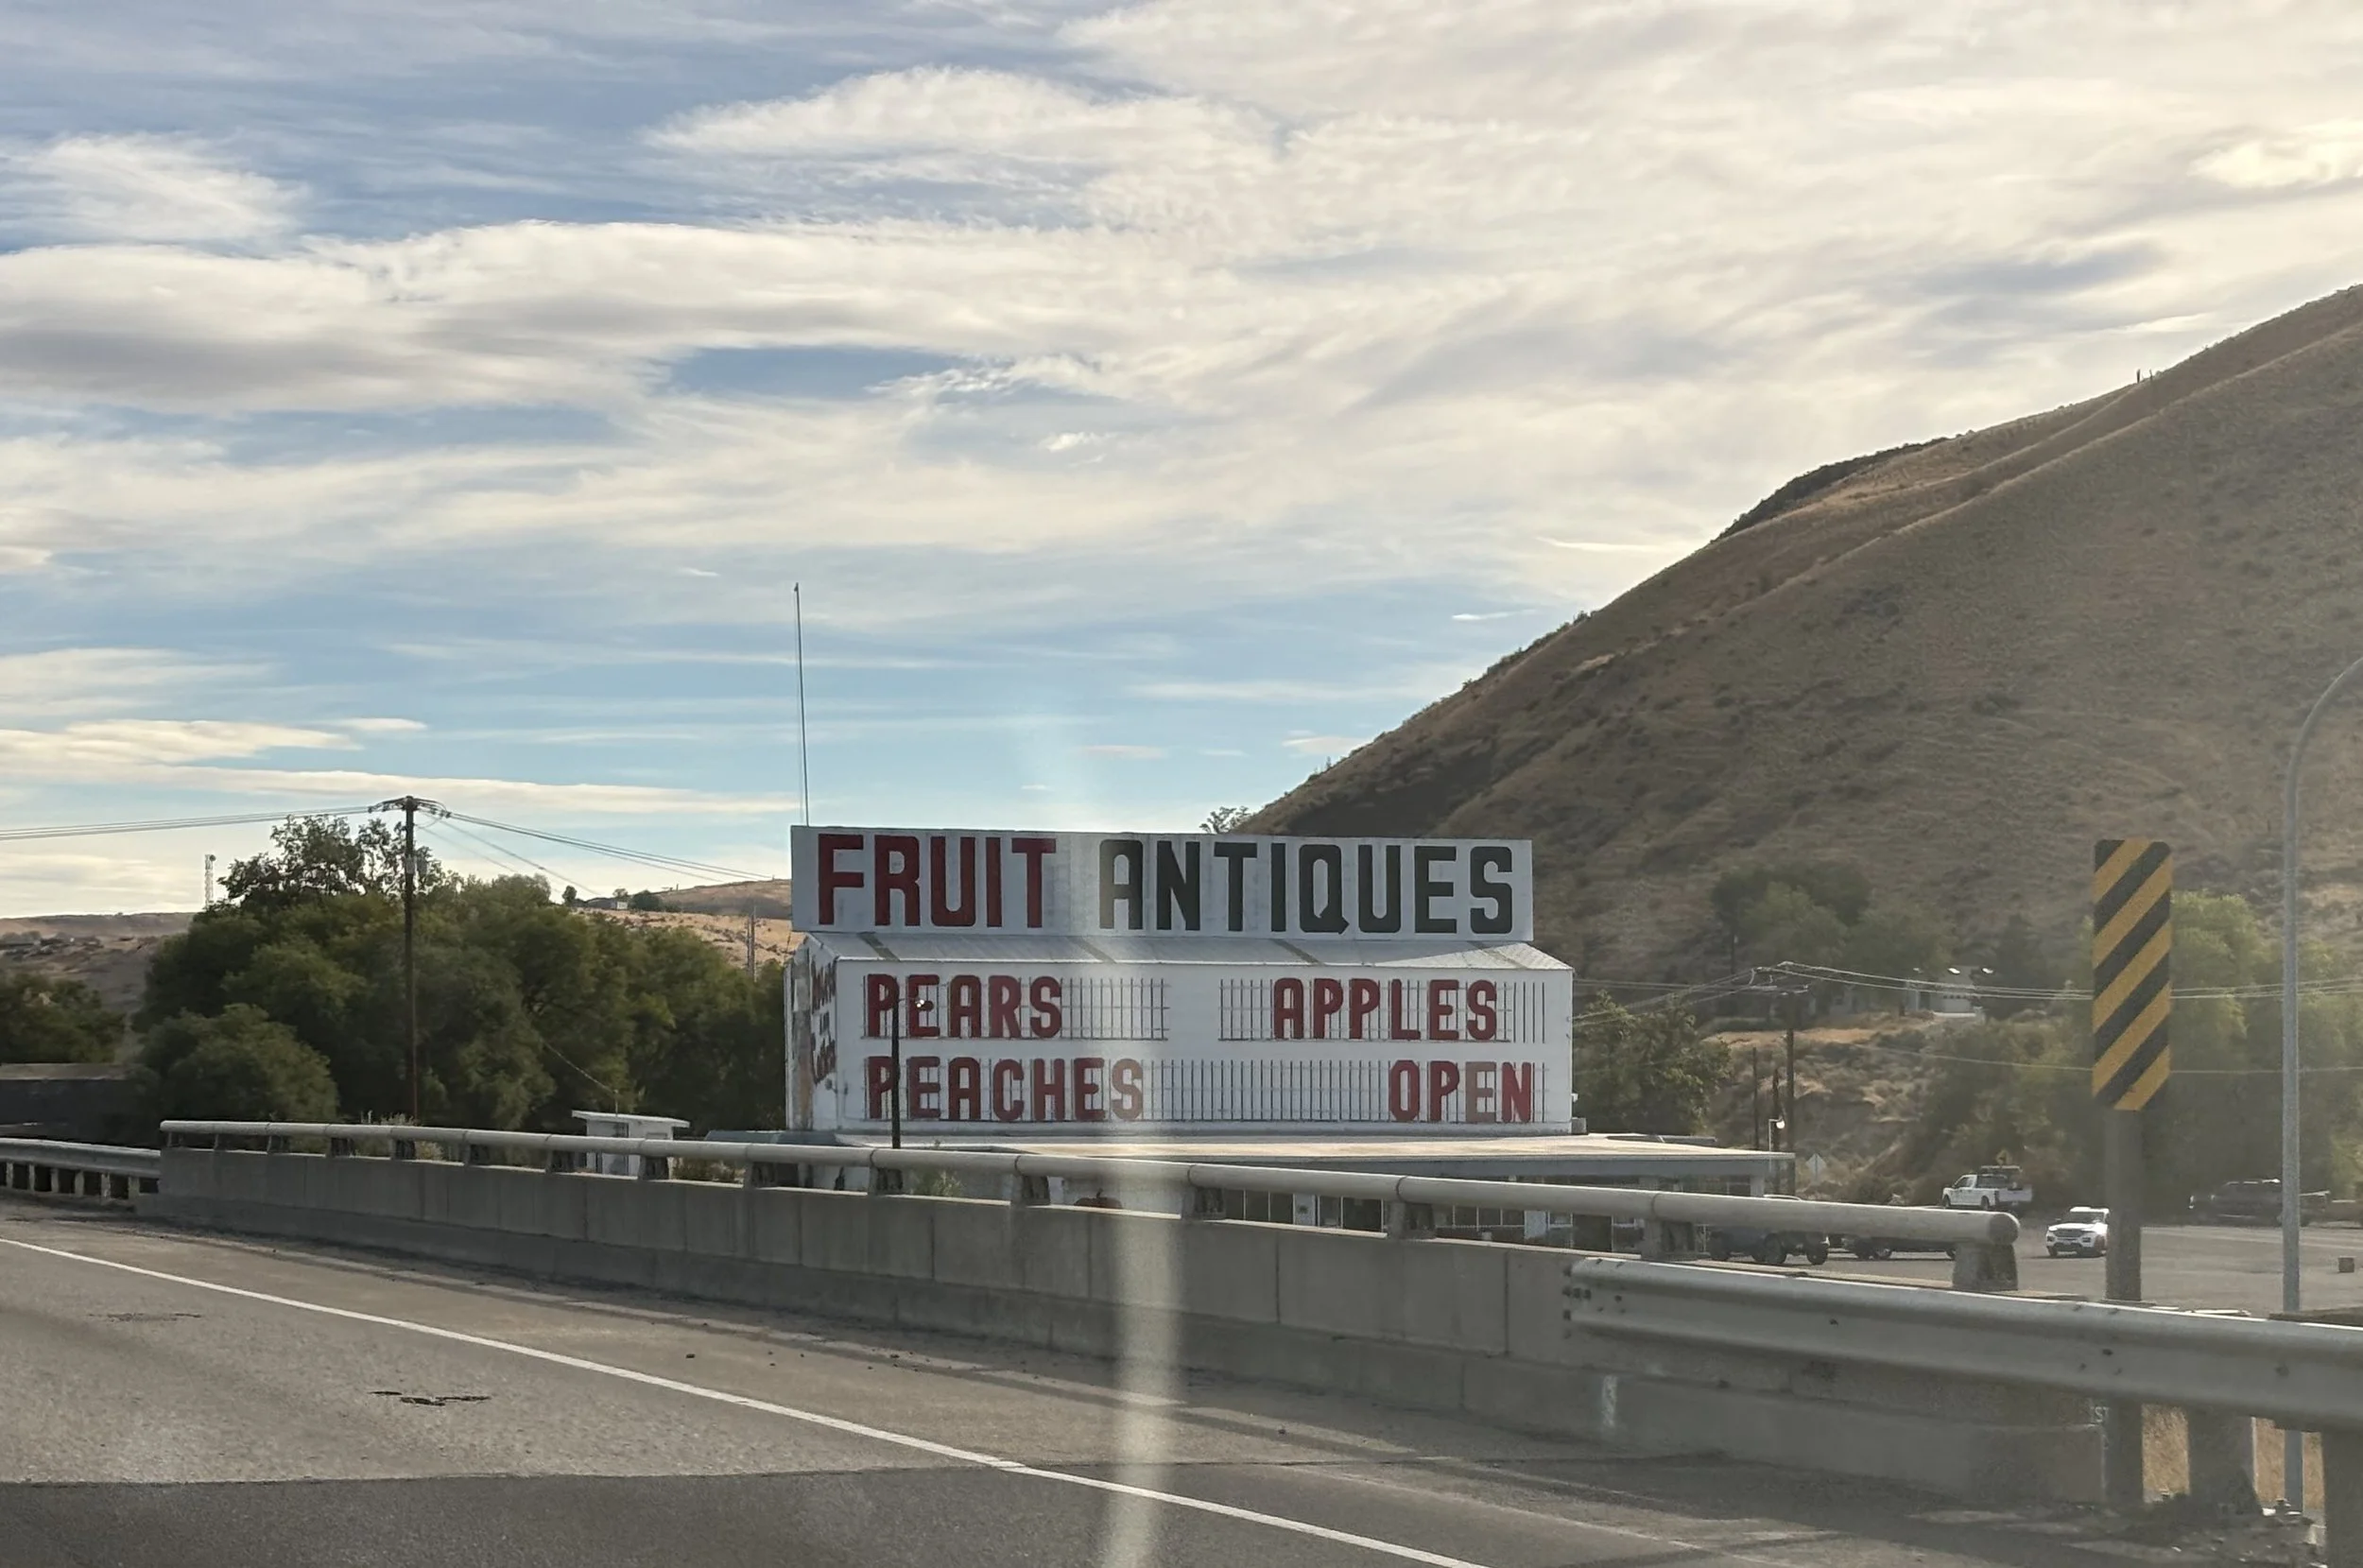 FRUIT ANTIQUES
PEARS APPLES
PEACHES OPEN